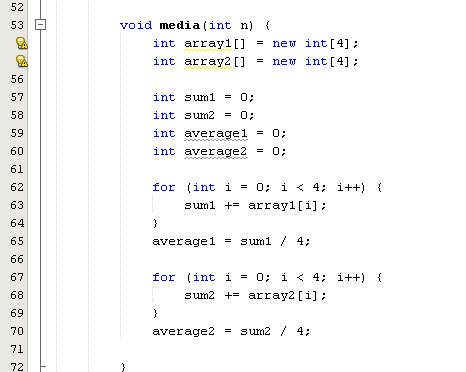 52
53 void media(int n) {
int array1[] = new int[4];
int array2[] = new int[4];
56
57 int sum1 = 0;
58 int sum2 = 0;
59 int average1 = 0;
60 int average2 = 0;
61
62 for (int i = 0; i < 4; i++) {
63 sum1 += array1[i];
64 }
65 average1 = sum1 / 4;
66
67 for (int i = 0; i < 4; i++) {
68 sum2 += array2[i];
69 }
70 average2 = sum2 / 4;
71
72 }